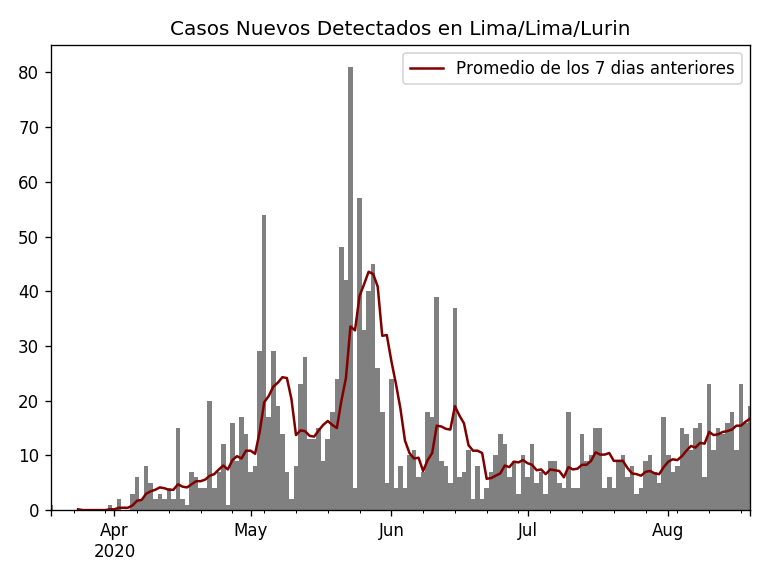 Casos Nuevos Detectados en Lima/Lima/Lurin
Promedio de los 7 dias anteriores
80
70
60
50
40
30
20
10
0
Apr
2020
May
Jun
Jul
Aug